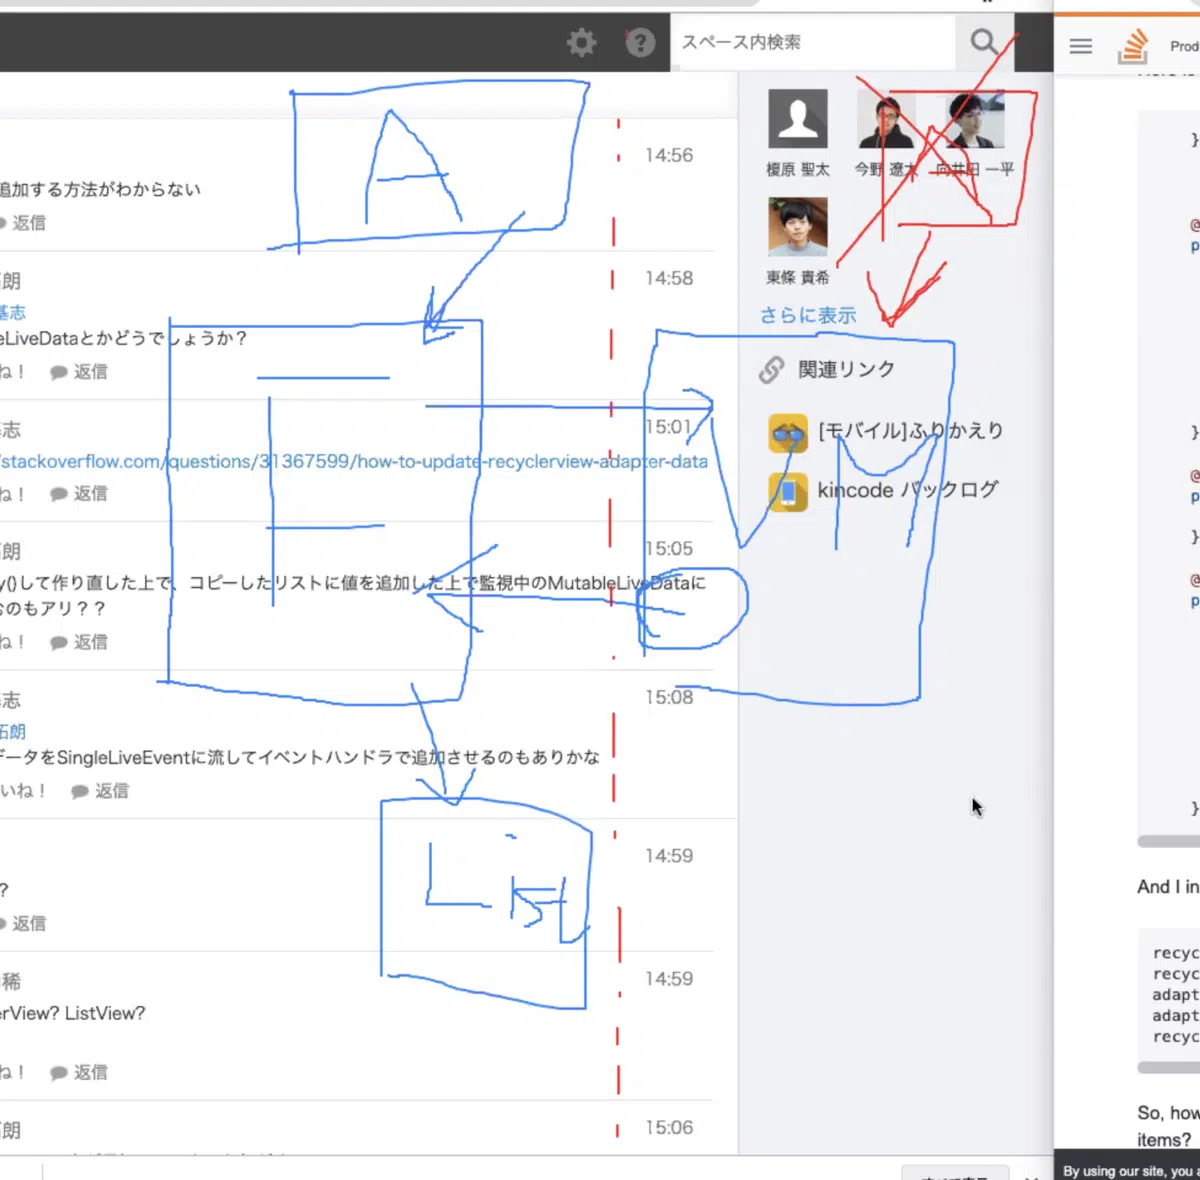 スペース内検索
Prod
14:56
追加する方法がわからない
返信
A
A
榎原 聖太
今野 遼太
向井田 一平
東條 貴希
さらに表示
朗
14:58
基志
eLiveDataとかどうでしょうか?
ね! 返信
関連リンク
[モバイル]ふりかえり
kincode バックログ
志
15:01
/stackoverflow.com/questions/31367599/how-to-update-recyclerview-adapter-data
ね! 返信
F
VM
朗
15:05
y()して作り直した上で、コピーしたリストに値を追加した上で監視中のMutableLiveDataに
のもアリ??
ね! 返信
志
15:08
拓朗
データをSingleLiveEventに流してイベントハンドラで追加させるのもありかな
いね! 返信
List
14:59
?
返信
稀
14:59
erView? ListView?
ね! 返信
朗
15:06
}
@
p
}
@
p
}
@
p
}
And I in
recyc
recyc
adapt
adapt
recyc
So, how
items?
By using our site, you a